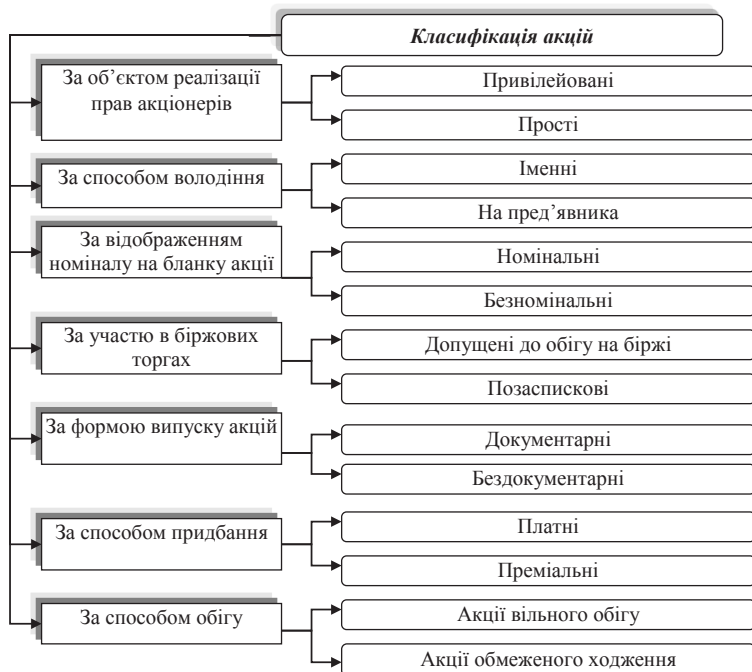 Класифікація акцій
За об’єктом реалізації
прав акціонерів
Привілейовані
Прості
За способом володіння
Іменні
На пред’явника
За відображенням
номіналу на бланку акції
Номінальні
Безномінальні
За участю в біржових
торгах
Допущені до обігу на біржі
Позаспискові
За формою випуску акцій
Документарні
Бездокументарні
За способом придбання
Платні
Преміальні
За способом обігу
Акції вільного обігу
Акції обмеженого ходження